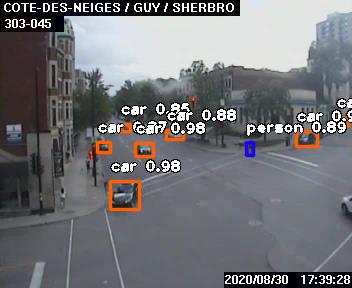 COTE-DES-NEIGES / GUY / SHERBRO
303-045
car 0.85
car 0.88
car 0.98
person 0.89
car 0.98
2020/08/30 17:39:28